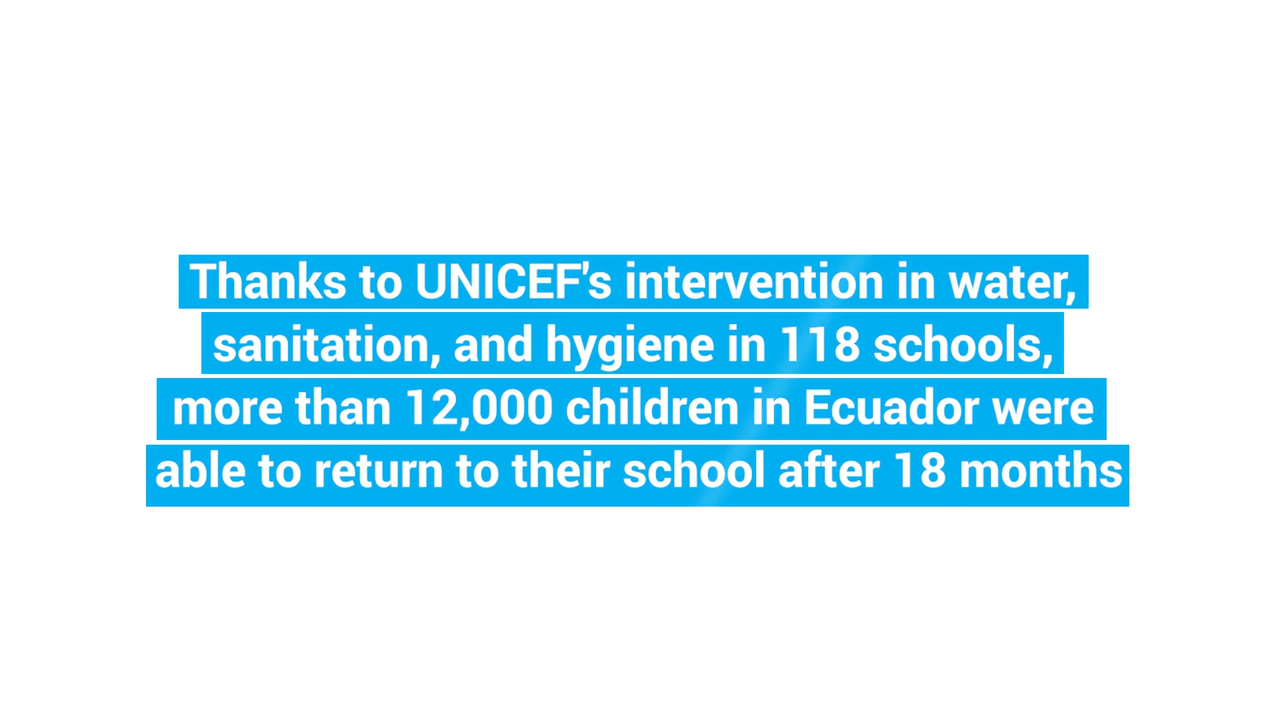 Thanks to UNICEF's intervention in water,
sanitation, and hygiene in 118 schools,
more than 12,000 children in Ecuador were
able to return to their school after 18 months